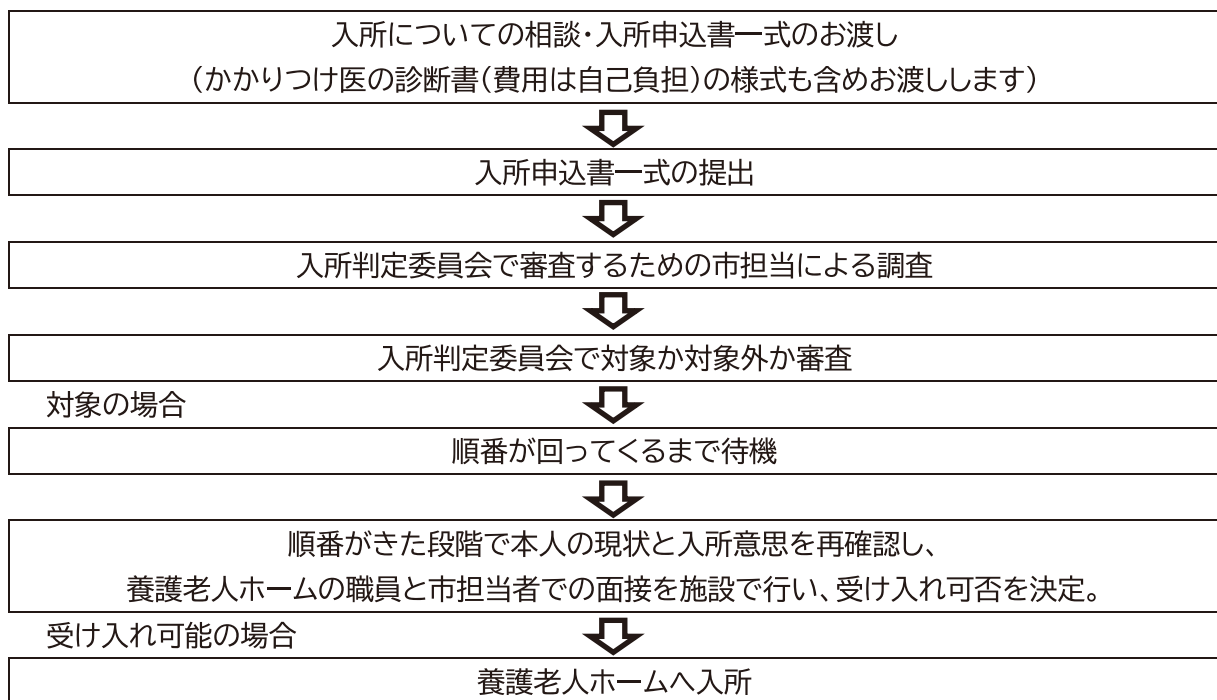 入所についての相談・入所申込書一式のお渡し
（かかりつけ医の診断書（費用は自己負担）の様式も含めお渡しします）
入所申込書一式の提出
入所判定委員会で審査するための市担当による調査
入所判定委員会で対象か対象外か審査
対象の場合
順番が回ってくるまで待機
順番がきた段階で本人の現状と入所意思を再確認し、
養護老人ホームの職員と市担当者での面接を施設で行い、受け入れ可否を決定。
受け入れ可能の場合
養護老人ホームへ入所